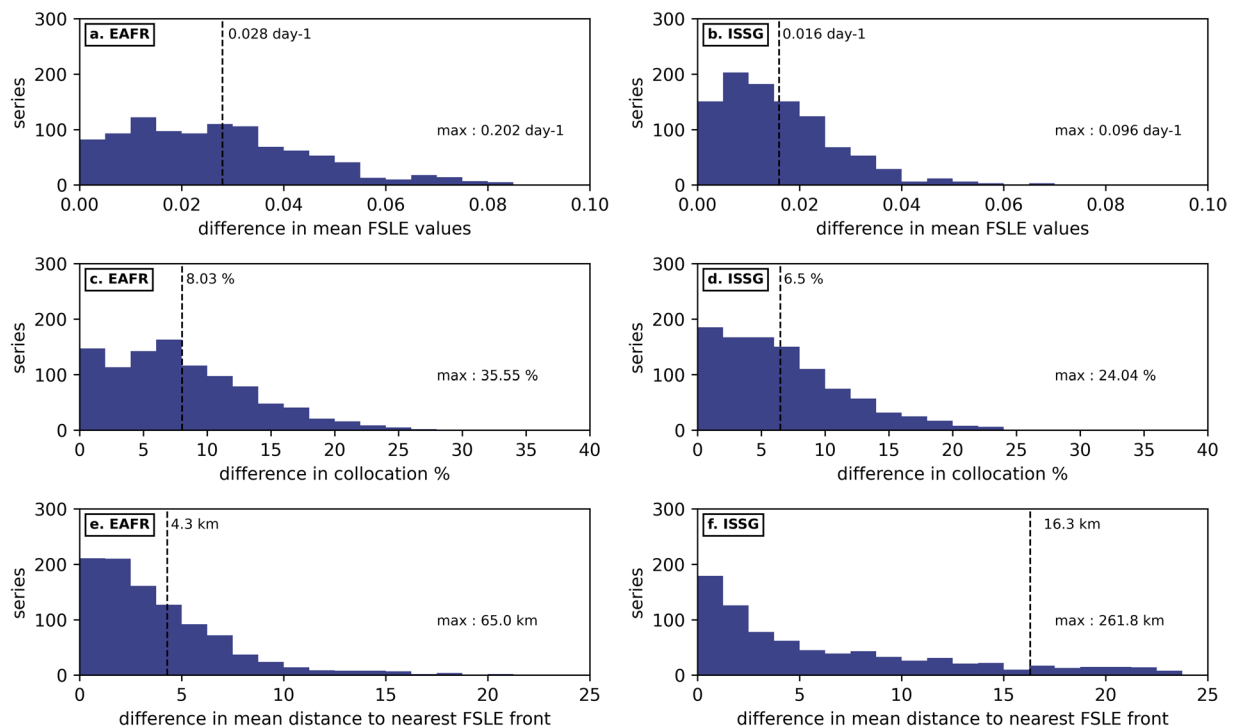 a. EAFR
0.028 day-1
max : 0.202 day-1
300
200
100
0
series
0.00 0.02 0.04 0.06 0.08 0.10
difference in mean FSLE values
b. ISSG
0.016 day-1
max : 0.096 day-1
300
200
100
0
series
0.00 0.02 0.04 0.06 0.08 0.10
difference in mean FSLE values
c. EAFR
8.03 %
max : 35.55 %
300
200
100
0
series
0 5 10 15 20 25 30 35 40
difference in collocation %
d. ISSG
6.5 %
max : 24.04 %
300
200
100
0
series
0 5 10 15 20 25 30 35 40
difference in collocation %
e. EAFR
4.3 km
max : 65.0 km
300
200
100
0
series
0 5 10 15 20 25
difference in mean distance to nearest FSLE front
f. ISSG
16.3 km
max : 261.8 km
300
200
100
0
series
0 5 10 15 20 25
difference in mean distance to nearest FSLE front